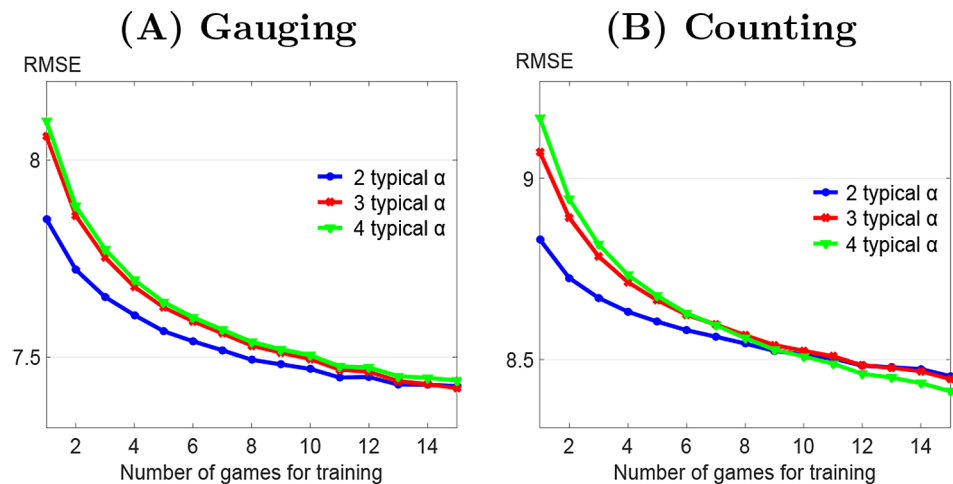 (A) Gauging
RMSE
8
7.5
2 typical α
3 typical α
4 typical α
2 4 6 8 10 12 14
Number of games for training
(B) Counting
RMSE
9
8.5
2 typical α
3 typical α
4 typical α
2 4 6 8 10 12 14
Number of games for training